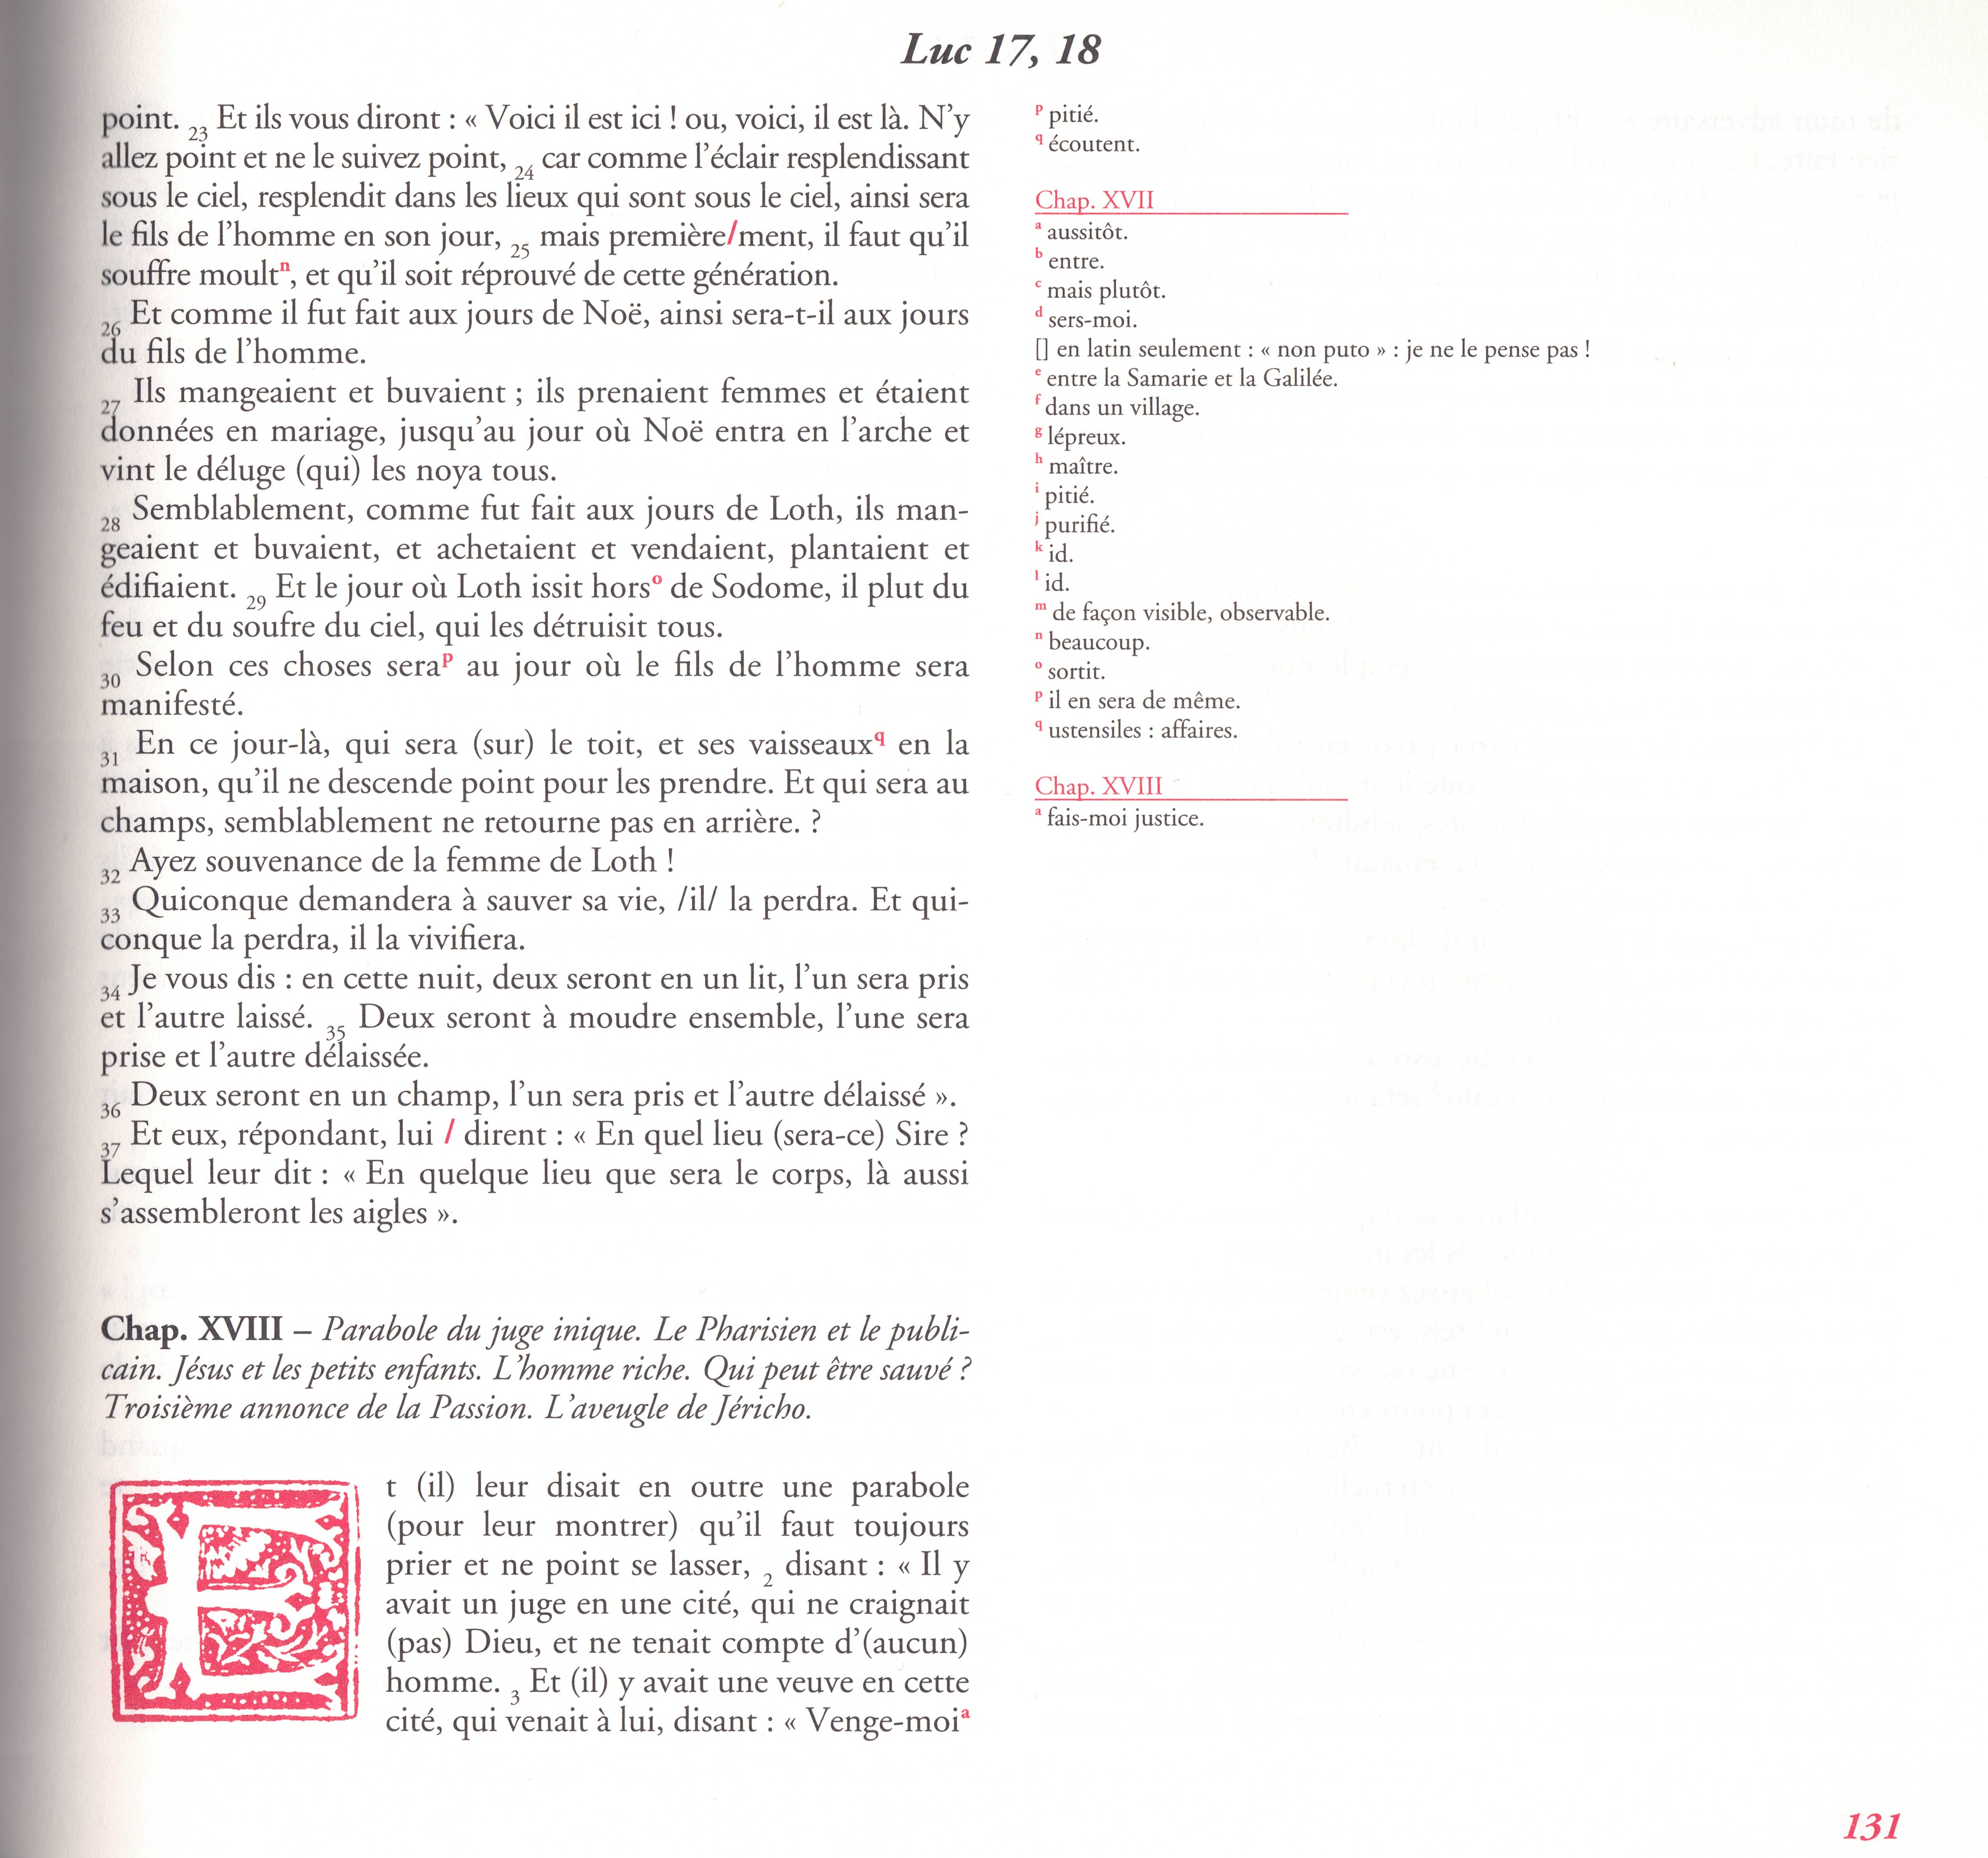 Luc 17, 18
point. 23 Et ils vous diront : « Voici il est ici ! ou, voici, il est là. N’y
allez point et ne le suivez point, 24 car comme l’éclair resplendissant
sous le ciel, resplendit dans les lieux qui sont sous le ciel, ainsi sera
le fils de l’homme en son jour, 25 mais première/ment, il faut qu’il
souffre moultⁿ, et qu’il soit réprouvé de cette génération.
26 Et comme il fut fait aux jours de Noë, ainsi sera-t-il aux jours
du fils de l’homme.
27 Ils mangeaient et buvaient ; ils prenaient femmes et étaient
données en mariage, jusqu’au jour où Noë entra en l’arche et
vint le déluge (qui) les noya tous.
28 Semblablement, comme fut fait aux jours de Loth, ils man-
geaient et buvaient, et achetaient et vendaient, plantaient et
édifiaient. 29 Et le jour où Loth issit horsº de Sodome, il plut du
feu et du soufre du ciel, qui les détruisit tous.
30 Selon ces choses seraᵖ au jour où le fils de l’homme sera
manifesté.
31 En ce jour-là, qui sera (sur) le toit, et ses vaisseaux q en la
maison, qu’il ne descende point pour les prendre. Et qui sera au
champs, semblablement ne retourne pas en arrière. ?
32 Ayez souvenance de la femme de Loth !
33 Quiconque demandera à sauver sa vie, /il/ la perdra. Et qui-
conque la perdra, il la vivifiera.
34 Je vous dis : en cette nuit, deux seront en un lit, l’un sera pris
et l’autre laissé. 35 Deux seront à moudre ensemble, l’une sera
prise et l’autre délaissée.
36 Deux seront en un champ, l’un sera pris et l’autre délaissé ».
37 Et eux, répondant, lui / dirent : « En quel lieu (sera-ce) Sire ?
Lequel leur dit : « En quelque lieu que sera le corps, là aussi
s’assembleront les aigles ».
Chap. XVIII – Parabole du juge inique. Le Pharisien et le publi-
cain. Jésus et les petits enfants. L’homme riche. Qui peut être sauvé ?
Troisième annonce de la Passion. L’aveugle de Jéricho.
Et (il) leur disait en outre une parabole
(pour leur montrer) qu’il faut toujours
prier et ne point se lasser, 2 disant : « Il y
avait un juge en une cité, qui ne craignait
(pas) Dieu, et ne tenait compte d’(aucun)
homme. 3 Et (il) y avait une veuve en cette
cité, qui venait à lui, disant : « Venge-moiᵃ
p pitié.
q écoutent.
Chap. XVII
a aussitôt.
b entre.
c mais plutôt.
d sers-moi.
[] en latin seulement : « non puto » : je ne le pense pas !
e entre la Samarie et la Galilée.
f dans un village.
g lépreux.
h maître.
i pitié.
j purifié.
k id.
l id.
m de façon visible, observable.
n beaucoup.
o sortit.
p il en sera de même.
q ustensiles : affaires.
Chap. XVIII
a fais-moi justice.
131